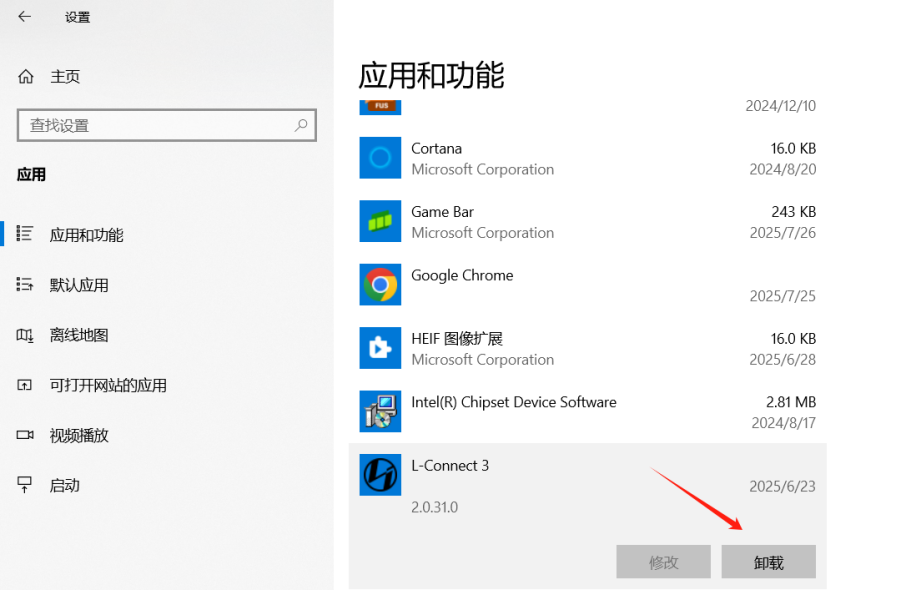 设置
主页
查找设置
应用
应用和功能
默认应用
离线地图
可打开网站的应用
视频播放
启动
应用和功能
FUS
2024/12/10
Cortana
16.0 KB
Microsoft Corporation
2024/8/20
Game Bar
243 KB
Microsoft Corporation
2025/7/26
Google Chrome
2025/7/25
HEIF 图像扩展
16.0 KB
Microsoft Corporation
2025/6/28
Intel(R) Chipset Device Software
2.81 MB
2024/8/17
L-Connect 3
2025/6/23
2.0.31.0
修改
卸载